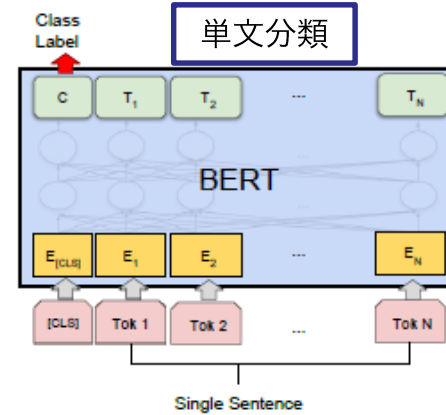 Class
Label
単文分類
C T1 T2 ... TN
BERT
E[CLS] E1 E2 ... EN
[CLS] Tok 1 Tok 2 ... Tok N
Single Sentence